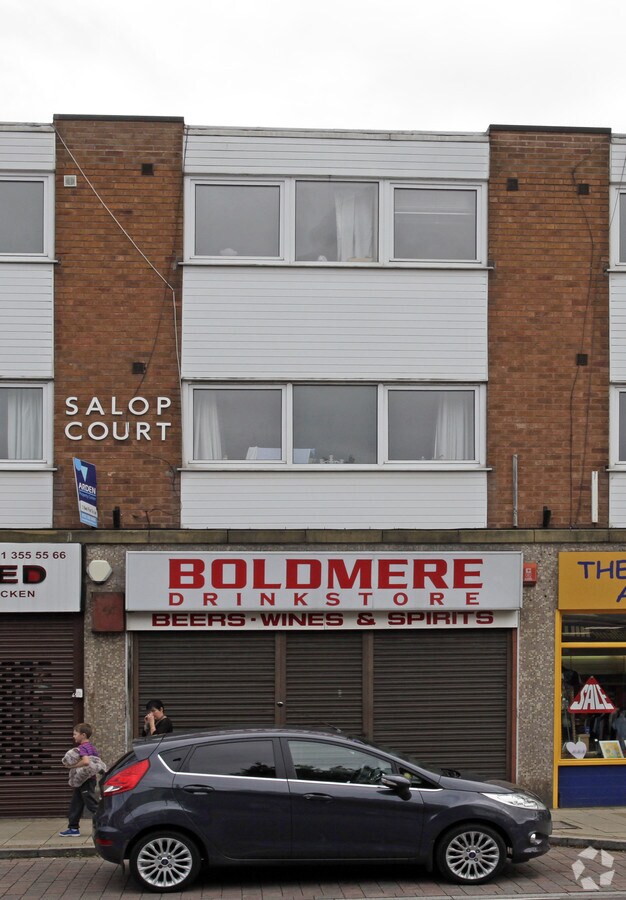 SALOP
COURT
ARDEN
1 355 55 66
ED
CKEN
BOLDMERE
DRINKSTORE
BEERS - WINES & SPIRITS
THE
A
SALE